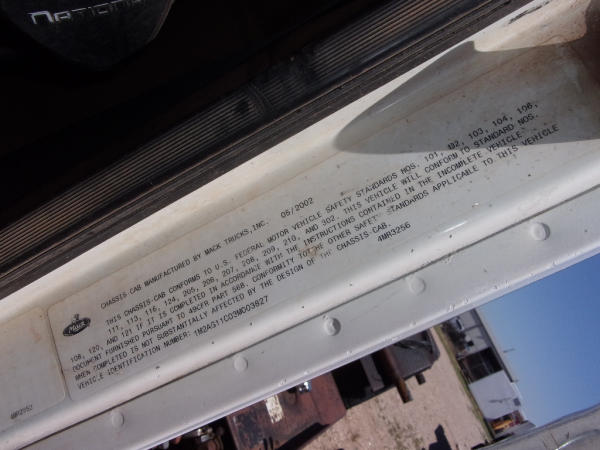 NATIONAL
CHASSIS-CAB MANUFACTURED BY MACK TRUCKS, INC. 05/2002
THIS CHASSIS-CAB CONFORMS TO U.S. FEDERAL MOTOR VEHICLE SAFETY STANDARDS NOS. 101, 102, 103, 104, 106,
111, 113, 116, 124, 205, 206, 207, 208, 209, 210, AND 302. THIS VEHICLE WILL CONFORM TO STANDARD NOS.
108, 120, AND 121 IF IT IS COMPLETED IN ACCORDANCE WITH THE INSTRUCTIONS CONTAINED IN THE INCOMPLETE VEHICLE
DOCUMENT FURNISHED PURSUANT TO 49CFR PART 568. CONFORMITY TO THE OTHER SAFETY STANDARDS APPLICABLE TO THIS VEHICLE
WHEN COMPLETED IS NOT SUBSTANTIALLY AFFECTED BY THE DESIGN OF THE CHASSIS-CAB.
VEHICLE IDENTIFICATION NUMBER: 1M2AG11C03M003827 4MR3256
MACK
4MR2052